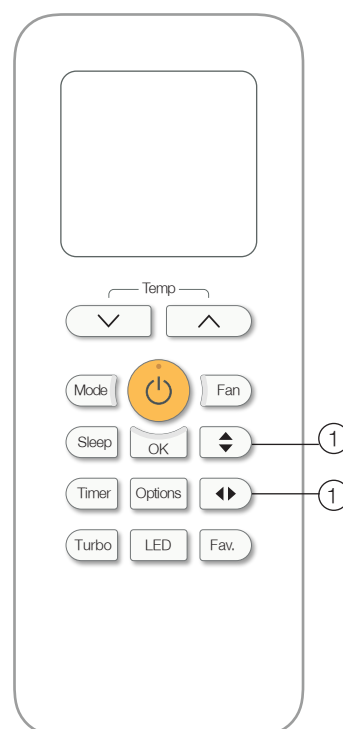 Temp
Mode Fan
Sleep OK 1
Timer Options 1
Turbo LED Fav.